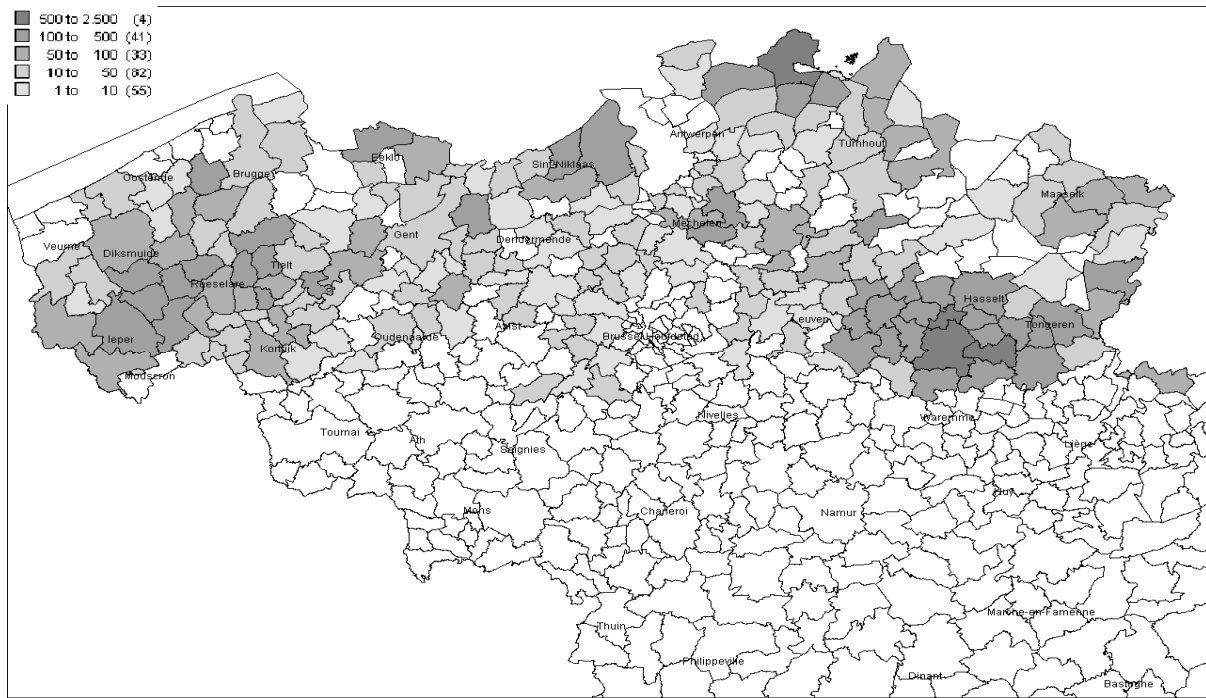 500 to 2.500 (4)
100 to 500 (41)
50 to 100 (33)
10 to 50 (82)
1 to 10 (55)
Antwerpen
Turnhout
Eeklo
Sint-Niklaas
Oostende
Brugge
Maaseik
Mechelen
Gent
Dendermonde
Veurne
Diksmuide
Tielt
Roeselare
Hasselt
Leuven
Tongeren
Ieper
Kortrijk
Oudenaarde
Aalst
Mouscron
Nivelles
Waremme
Tournai
Ath
Soignies
Liège
Huy
Mons
Charleroi
Namur
Marche-en-Famenne
Thuin
Philippeville
Dinant
Bastogne